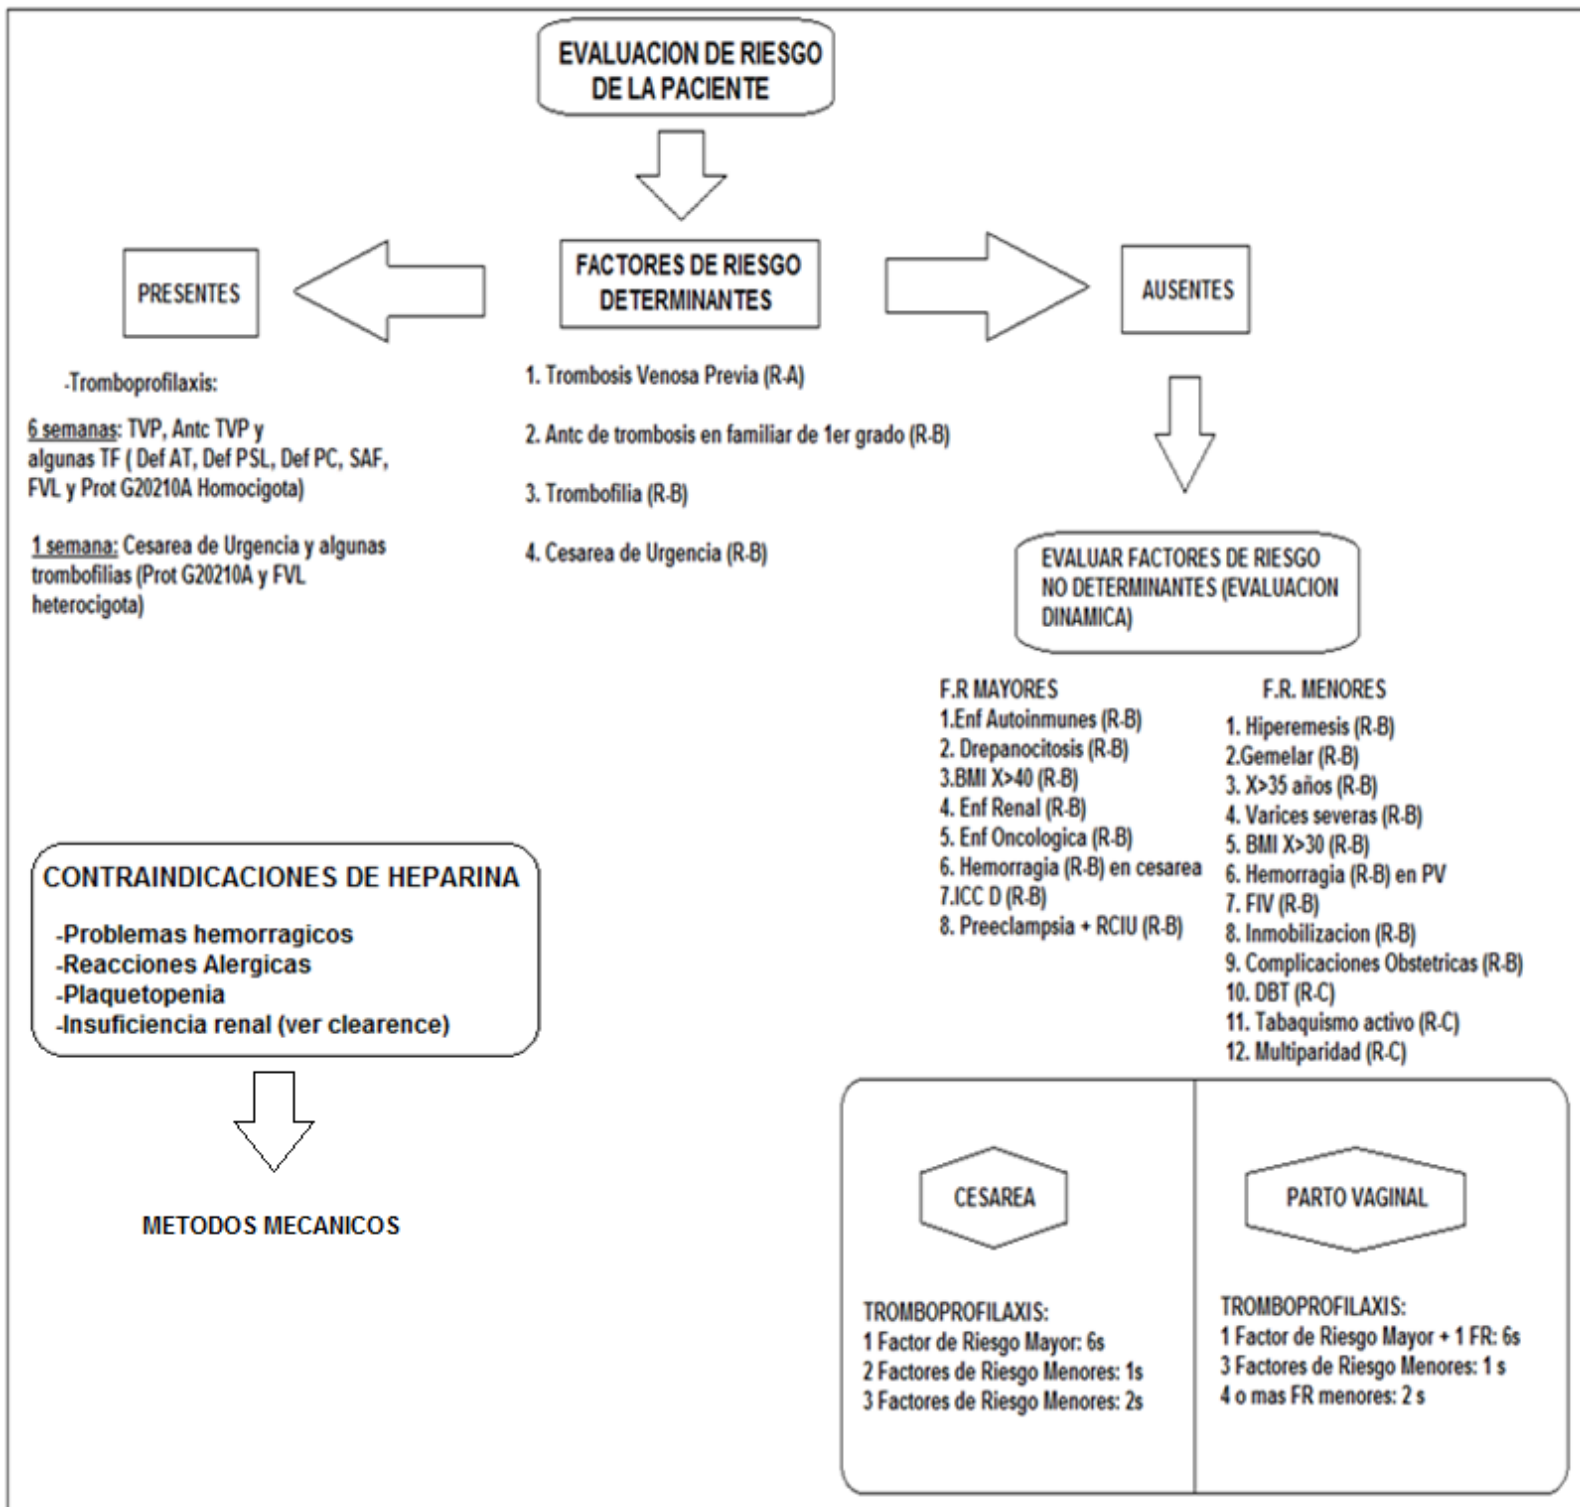 EVALUACION DE RIESGO
DE LA PACIENTE
FACTORES DE RIESGO
DETERMINANTES
PRESENTES
AUSENTES
-Tromboprofilaxis:
6 semanas: TVP, Antc TVP y
algunas TF ( Def AT, Def PSL, Def PC, SAF,
FVL y Prot G20210A Homocigota)
1 semana: Cesarea de Urgencia y algunas
trombofilias (Prot G20210A y FVL
heterocigota)
1. Trombosis Venosa Previa (R-A)
2. Antc de trombosis en familiar de 1er grado (R-B)
3. Trombofilia (R-B)
4. Cesarea de Urgencia (R-B)
EVALUAR FACTORES DE RIESGO
NO DETERMINANTES (EVALUACION
DINAMICA)
F.R MAYORES
1.Enf Autoinmunes (R-B)
2. Drepanocitosis (R-B)
3.BMI X>40 (R-B)
4. Enf Renal (R-B)
5. Enf Oncologica (R-B)
6. Hemorragia (R-B) en cesarea
7.ICC D (R-B)
8. Preeclampsia + RCIU (R-B)
F.R. MENORES
1. Hiperemesis (R-B)
2.Gemelar (R-B)
3. X>35 años (R-B)
4. Varices severas (R-B)
5. BMI X>30 (R-B)
6. Hemorragia (R-B) en PV
7. FIV (R-B)
8. Inmobilizacion (R-B)
9. Complicaciones Obstetricas (R-B)
10. DBT (R-C)
11. Tabaquismo activo (R-C)
12. Multiparidad (R-C)
CONTRAINDICACIONES DE HEPARINA
-Problemas hemorragicos
-Reacciones Alergicas
-Plaquetopenia
-Insuficiencia renal (ver clearence)
METODOS MECANICOS
CESAREA
TROMBOPROFILAXIS:
1 Factor de Riesgo Mayor: 6s
2 Factores de Riesgo Menores: 1s
3 Factores de Riesgo Menores: 2s
PARTO VAGINAL
TROMBOPROFILAXIS:
1 Factor de Riesgo Mayor + 1 FR: 6s
3 Factores de Riesgo Menores: 1 s
4 o mas FR menores: 2 s